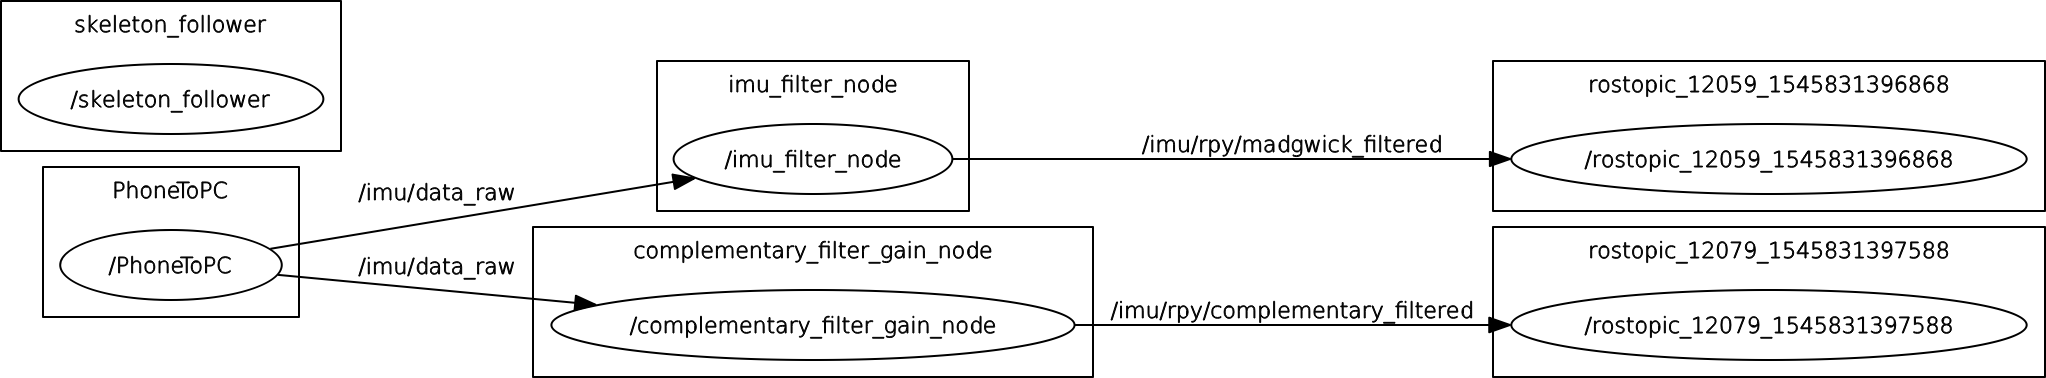 skeleton_follower
/skeleton_follower
PhoneToPC
/PhoneToPC
/imu/data_raw
/imu/data_raw
imu_filter_node
/imu_filter_node
complementary_filter_gain_node
/complementary_filter_gain_node
/imu/rpy/madgwick_filtered
/imu/rpy/complementary_filtered
rostopic_12059_1545831396868
/rostopic_12059_1545831396868
rostopic_12079_1545831397588
/rostopic_12079_1545831397588